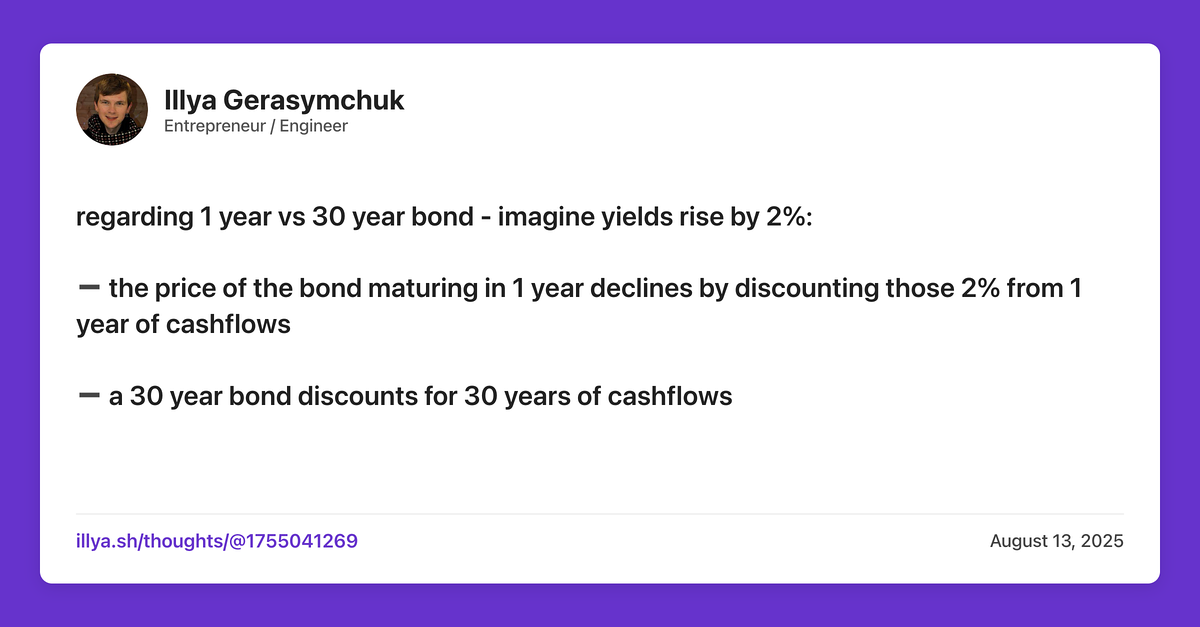 Illya Gerasymchuk
Entrepreneur / Engineer
regarding 1 year vs 30 year bond - imagine yields rise by 2%:
➖ the price of the bond maturing in 1 year declines by discounting those 2% from 1
year of cashflows
➖ a 30 year bond discounts for 30 years of cashflows
illya.sh/thoughts/@1755041269
August 13, 2025